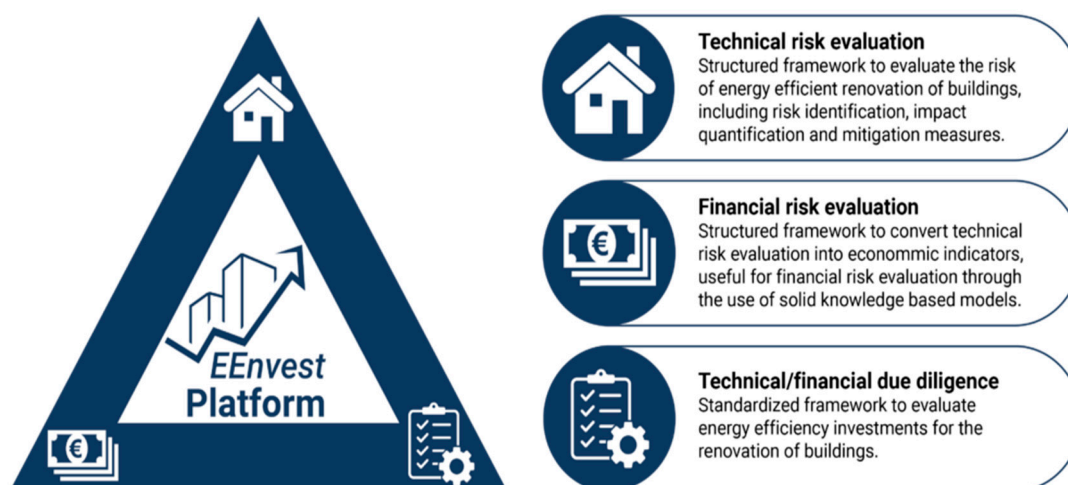 EEnvest
Platform
Technical risk evaluation
Structured framework to evaluate the risk
of energy efficient renovation of buildings,
including risk identification, impact
quantification and mitigation measures.
Financial risk evaluation
Structured framework to convert technical
risk evaluation into econommic indicators,
useful for financial risk evaluation through
the use of solid knowledge based models.
Technical/financial due diligence
Standardized framework to evaluate
energy efficiency investments for the
renovation of buildings.